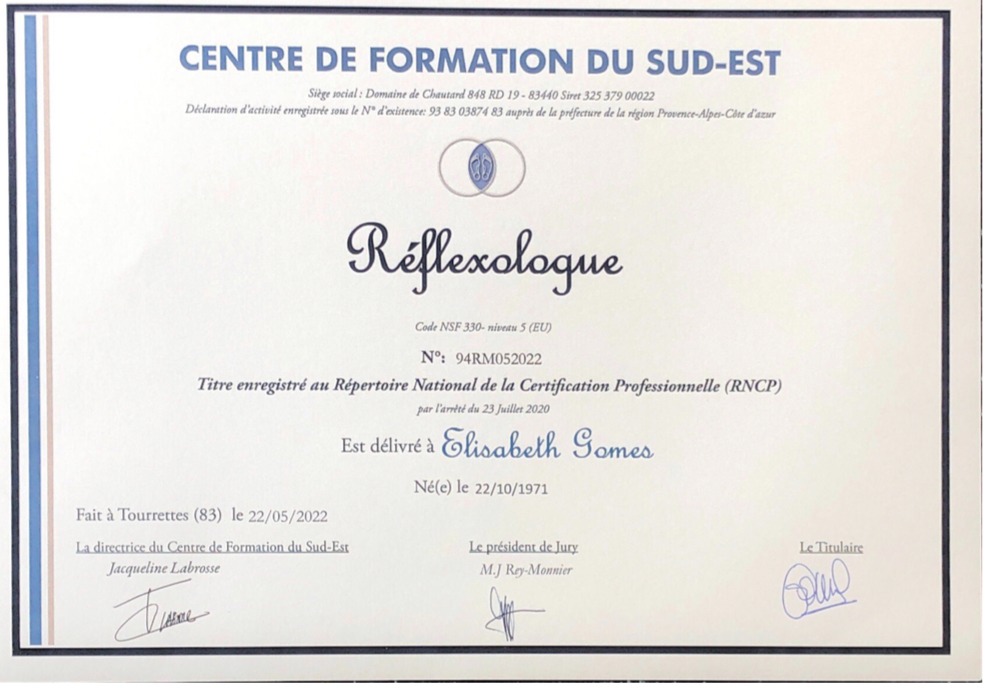 CENTRE DE FORMATION DU SUD-EST
Siège social : Domaine de Chautard 848 RD 19 - 83440 Siret 325 379 00022
Déclaration d'activité enregistrée sous le N° d'existence: 93 83 03874 83 auprès de la préfecture de la région Provence-Alpes-Côte d'azur
Réflexologue
Code NSF 330- niveau 5 (EU)
N°: 94RM052022
Titre enregistré au Répertoire National de la Certification Professionnelle (RNCP)
par l'arrêté du 23 Juillet 2020
Est délivré à Elisabeth Gomes
Né(e) le 22/10/1971
Fait à Tourrettes (83) le 22/05/2022
La directrice du Centre de Formation du Sud-Est
Jacqueline Labrosse
Le président de Jury
M.J Rey-Monnier
Le Titulaire